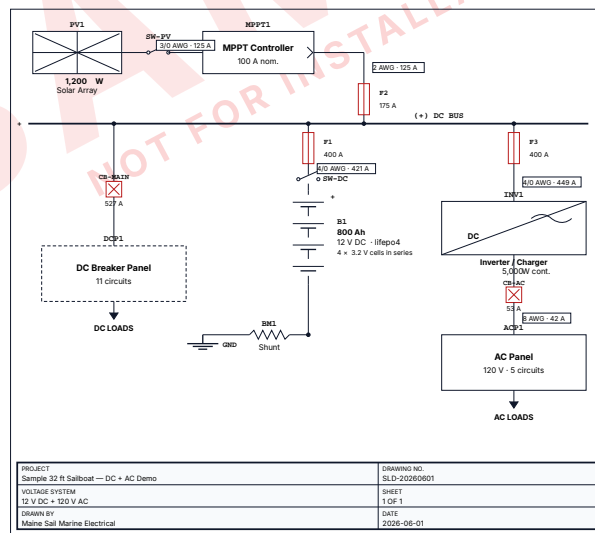 PV1
MPPT1
SW-PV
3/0 AWG · 125 A
MPPT Controller
100 A nom.
1,200 W
Solar Array
2 AWG · 125 A
F2
175 A
(+) DC BUS
+
F1
400 A
F3
400 A
4/0 AWG · 421 A
SW-DC
CB-MAIN
527 A
4/0 AWG · 449 A
INV1
+
B1
800 Ah
12 V DC · lifepo4
4 × 3.2 V cells in series
DC
DCP1
DC Breaker Panel
11 circuits
Inverter / Charger
5,000W cont.
CB-AC
53 A
8 AWG · 42 A
ACP1
DC LOADS
BM1
GND
Shunt
AC Panel
120 V · 5 circuits
AC LOADS
NOT FOR INSTALLA
PROJECT
Sample 32 ft Sailboat — DC + AC Demo
DRAWING NO.
SLD-20260601
VOLTAGE SYSTEM
12 V DC + 120 V AC
SHEET
1 OF 1
DRAWN BY
Maine Sail Marine Electrical
DATE
2026-06-01